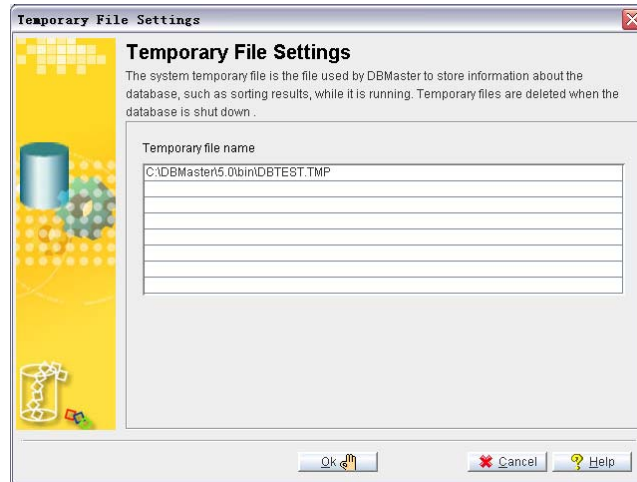 Temporary File Settings
Temporary File Settings
The system temporary file is the file used by DBMaster to store information about the
database, such as sorting results, while it is running. Temporary files are deleted when the
database is shut down .
Temporary file name
C:\DBMaster\5.0\bin\DBTEST.TMP
Ok Cancel Help